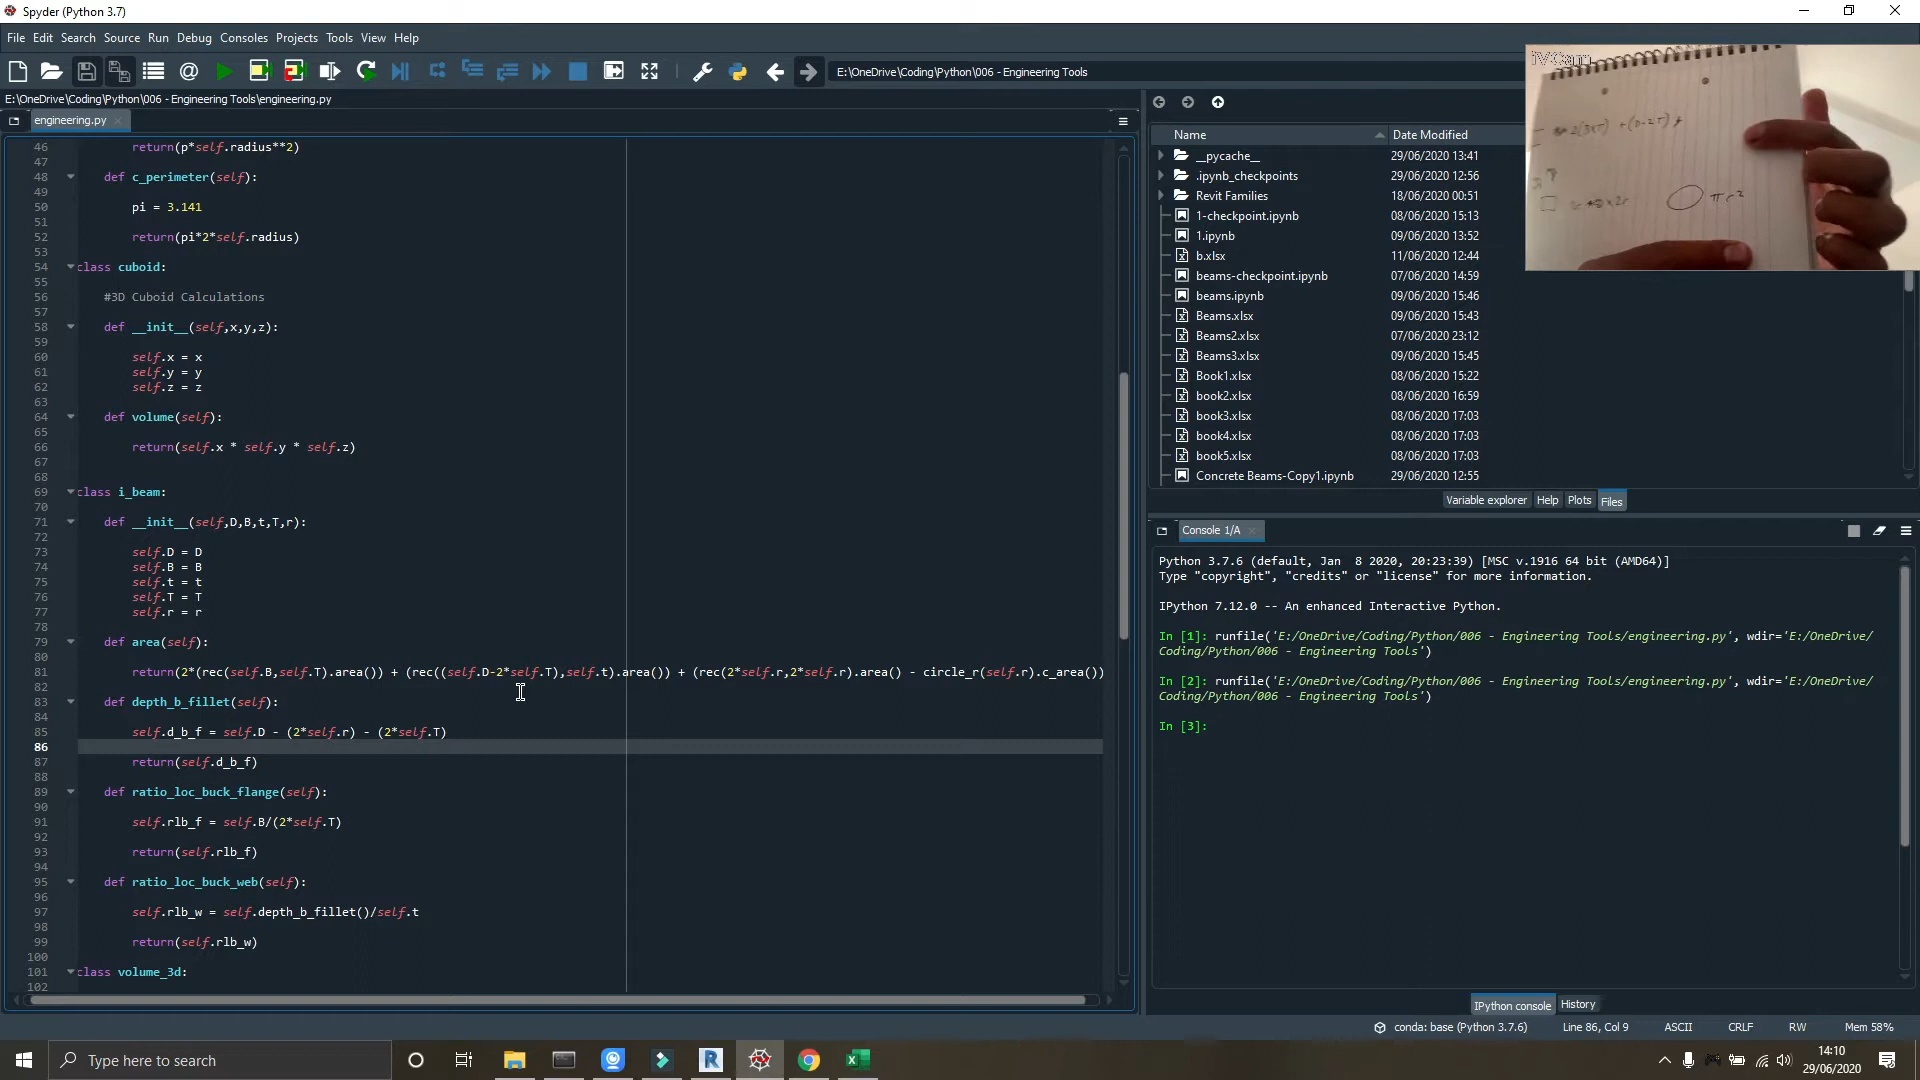 Spyder (Python 3.7)
File Edit Search Source Run Debug Consoles Projects Tools View Help
E:\OneDrive\Coding\Python\006 - Engineering Tools
E:\OneDrive\Coding\Python\006 - Engineering Tools\engineering.py
engineering.py
46 return(p*self.radius**2)
47
48 def c_perimeter(self):
49
50 pi = 3.141
51
52 return(pi*2*self.radius)
53
54 class cuboid:
55
56 #3D Cuboid Calculations
57
58 def __init__(self,x,y,z):
59
60 self.x = x
61 self.y = y
62 self.z = z
63
64 def volume(self):
65
66 return(self.x * self.y * self.z)
67
68
69 class i_beam:
70
71 def __init__(self,D,B,t,T,r):
72
73 self.D = D
74 self.B = B
75 self.t = t
76 self.T = T
77 self.r = r
78
79 def area(self):
80
81 return(2*(rec(self.B,self.T).area()) + (rec((self.D-2*self.T),self.t).area()) + (rec(2*self.r,2*self.r).area() - circle_r(self.r).c_area())
82
83 def depth_b_fillet(self):
84
85 self.d_b_f = self.D - (2*self.r) - (2*self.T)
86
87 return(self.d_b_f)
88
89 def ratio_loc_buck_flange(self):
90
91 self.rlb_f = self.B/(2*self.T)
92
93 return(self.rlb_f)
94
95 def ratio_loc_buck_web(self):
96
97 self.rlb_w = self.depth_b_fillet()/self.t
98
99 return(self.rlb_w)
100
101 class volume_3d:
102
iVCam
πr²
Name Date Modified
__pycache__ 29/06/2020 13:41
.ipynb_checkpoints 29/06/2020 12:56
Revit Families 18/06/2020 00:51
1-checkpoint.ipynb 08/06/2020 15:13
1.ipynb 09/06/2020 13:52
b.xlsx 11/06/2020 12:44
beams-checkpoint.ipynb 07/06/2020 14:59
beams.ipynb 09/06/2020 15:46
Beams.xlsx 09/06/2020 15:43
Beams2.xlsx 07/06/2020 23:12
Beams3.xlsx 09/06/2020 15:45
Book1.xlsx 08/06/2020 15:22
book2.xlsx 08/06/2020 16:59
book3.xlsx 08/06/2020 17:03
book4.xlsx 08/06/2020 17:03
book5.xlsx 08/06/2020 17:03
Concrete Beams-Copy1.ipynb 29/06/2020 12:55
Variable explorer Help Plots Files
Console 1/A
Python 3.7.6 (default, Jan 8 2020, 20:23:39) [MSC v.1916 64 bit (AMD64)]
Type "copyright", "credits" or "license" for more information.
IPython 7.12.0 -- An enhanced Interactive Python.
In [1]: runfile('E:/OneDrive/Coding/Python/006 - Engineering Tools/engineering.py', wdir='E:/OneDrive/
Coding/Python/006 - Engineering Tools')
In [2]: runfile('E:/OneDrive/Coding/Python/006 - Engineering Tools/engineering.py', wdir='E:/OneDrive/
Coding/Python/006 - Engineering Tools')
In [3]:
IPython console History
conda: base (Python 3.7.6) Line 86, Col 9 ASCII CRLF RW Mem 58%
Type here to search
14:10
29/06/2020